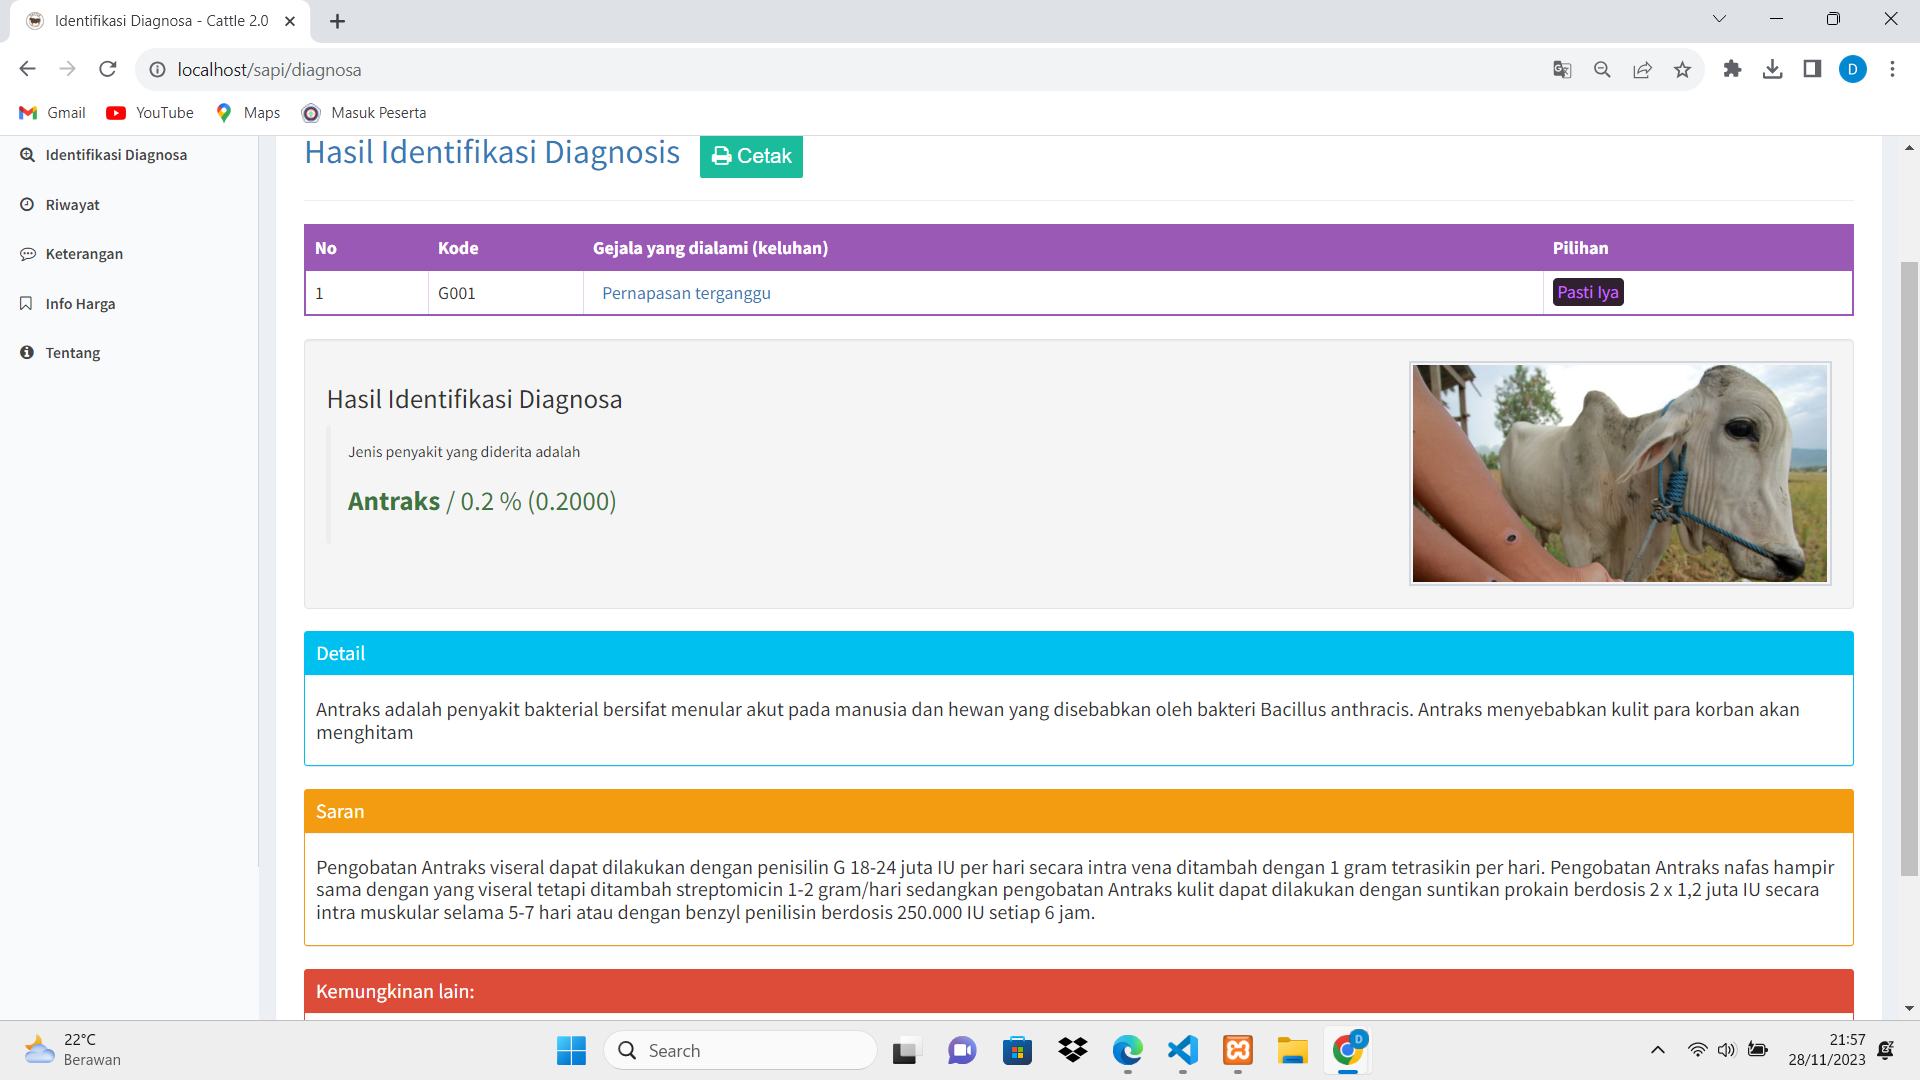 Identifikasi Diagnosa - Cattle 2.0
localhost/sapi/diagnosa
D
Gmail
YouTube
Maps
Masuk Peserta
Identifikasi Diagnosa
Riwayat
Keterangan
Info Harga
Tentang
Hasil Identifikasi Diagnosis
Cetak
No Kode Gejala yang dialami (keluhan) Pilihan
1 G001 Pernapasan terganggu Pasti Iya
Hasil Identifikasi Diagnosa
Jenis penyakit yang diderita adalah
Antraks / 0.2 % (0.2000)
Detail
Antraks adalah penyakit bakterial bersifat menular akut pada manusia dan hewan yang disebabkan oleh bakteri Bacillus anthracis. Antraks menyebabkan kulit para korban akan
menghitam
Saran
Pengobatan Antraks viseral dapat dilakukan dengan penisilin G 18-24 juta IU per hari secara intra vena ditambah dengan 1 gram tetrasikin per hari. Pengobatan Antraks nafas hampir
sama dengan yang viseral tetapi ditambah streptomicin 1-2 gram/hari sedangkan pengobatan Antraks kulit dapat dilakukan dengan suntikan prokain berdosis 2 x 1,2 juta IU secara
intra muskular selama 5-7 hari atau dengan benzyl penilisin berdosis 250.000 IU setiap 6 jam.
Kemungkinan lain:
22°C
Berawan
Search
D
21:57
28/11/2023